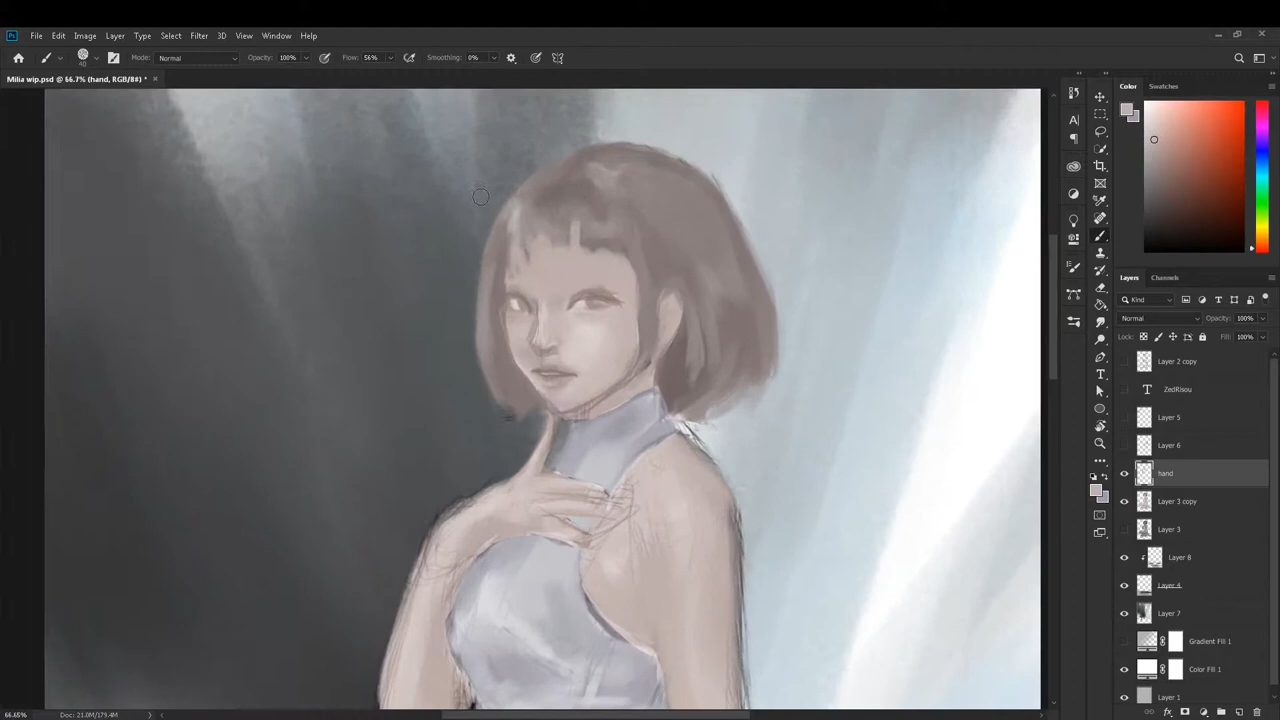 Ps File Edit Image Layer Type Select Filter 3D View Window Help
40 Mode: Normal Opacity: 100% Flow: 56% Smoothing: 0%
Milia wip.psd @ 66.7% (hand, RGB/8#) *
Color Swatches
Layers Channels
Kind
Normal Opacity: 100%
Lock: Fill: 100%
Layer 2 copy
T ZedRisou
Layer 5
Layer 6
hand
Layer 3 copy
Layer 3
Layer 8
Layer 4
Layer 7
Gradient Fill 1
Color Fill 1
Layer 1
66.65% Doc: 21.0M/179.4M